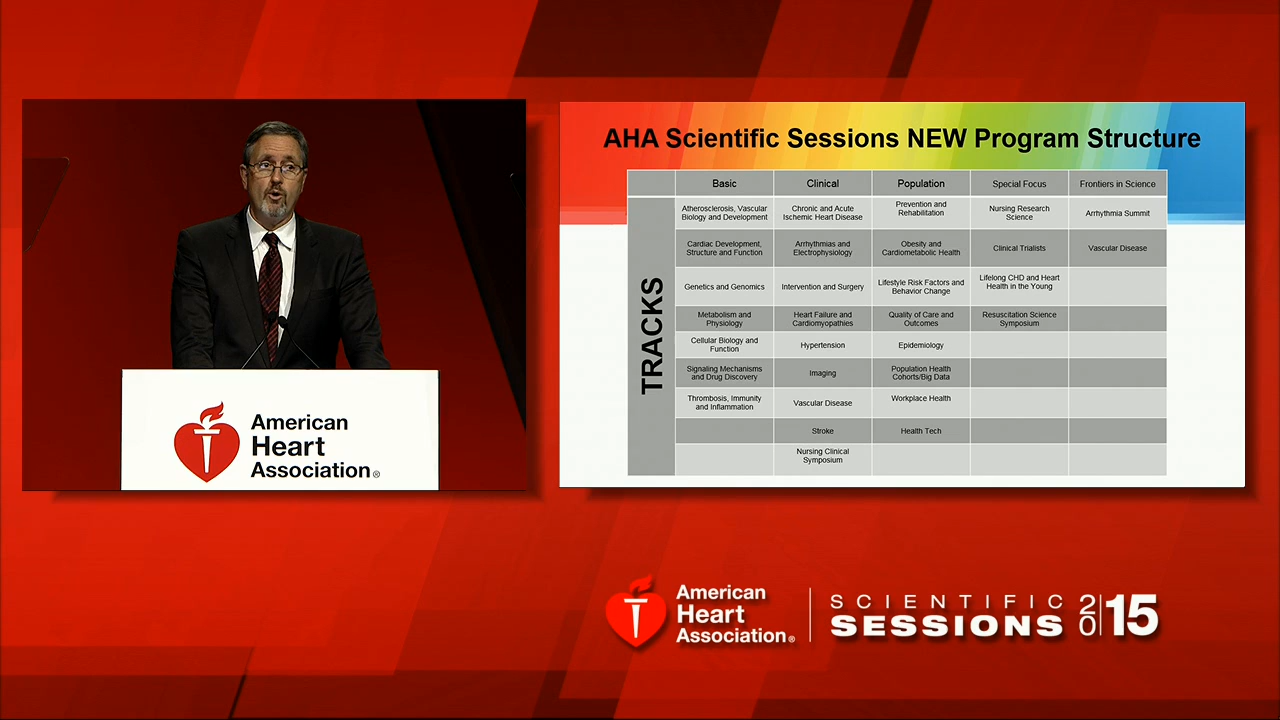 American
Heart
Association®
AHA Scientific Sessions NEW Program Structure
Basic
Clinical
Population
Special Focus
Frontiers in Science
TRACKS
Atherosclerosis, Vascular
Biology and Development
Chronic and Acute
Ischemic Heart Disease
Prevention and
Rehabilitation
Nursing Research
Science
Arrhythmia Summit
Cardiac Development,
Structure and Function
Arrhythmias and
Electrophysiology
Obesity and
Cardiometabolic Health
Clinical Trialists
Vascular Disease
Genetics and Genomics
Intervention and Surgery
Lifestyle Risk Factors and
Behavior Change
Lifelong CHD and Heart
Health in the Young
Metabolism and
Physiology
Heart Failure and
Cardiomyopathies
Quality of Care and
Outcomes
Resuscitation Science
Symposium
Cellular Biology and
Function
Hypertension
Epidemiology
Signaling Mechanisms
and Drug Discovery
Imaging
Population Health
Cohorts/Big Data
Thrombosis, Immunity
and Inflammation
Vascular Disease
Workplace Health
Stroke
Health Tech
Nursing Clinical
Symposium
American
Heart
Association®
SCIENTIFIC
SESSIONS
20|15